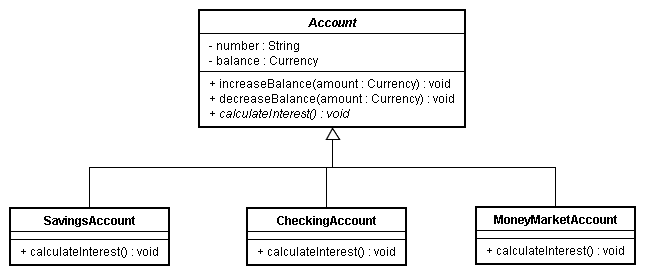 Account
- number : String
- balance : Currency
+ increaseBalance(amount : Currency) : void
+ decreaseBalance(amount : Currency) : void
+ calculateInterest() : void
SavingsAccount
+ calculateInterest() : void
CheckingAccount
+ calculateInterest() : void
MoneyMarketAccount
+ calculateInterest() : void